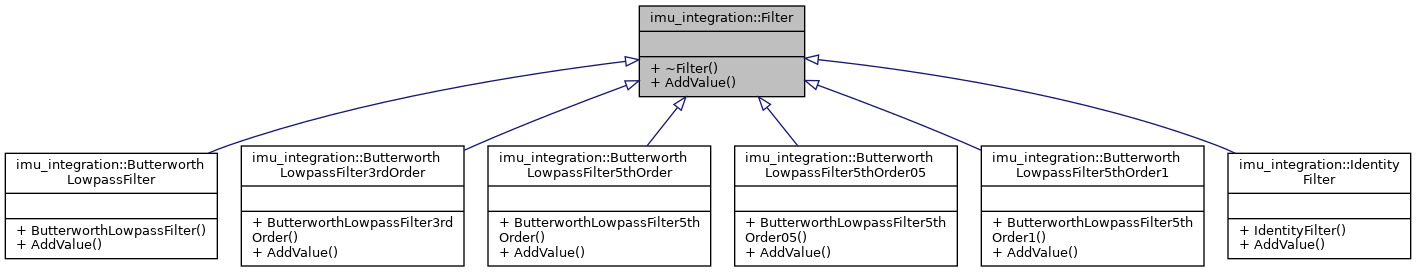 imu_integration::Filter
+ ~Filter()
+ AddValue()
imu_integration::Butterworth
LowpassFilter
+ ButterworthLowpassFilter()
+ AddValue()
imu_integration::Butterworth
LowpassFilter3rdOrder
+ ButterworthLowpassFilter3rd
Order()
+ AddValue()
imu_integration::Butterworth
LowpassFilter5thOrder
+ ButterworthLowpassFilter5th
Order()
+ AddValue()
imu_integration::Butterworth
LowpassFilter5thOrder05
+ ButterworthLowpassFilter5th
Order05()
+ AddValue()
imu_integration::Butterworth
LowpassFilter5thOrder1
+ ButterworthLowpassFilter5th
Order1()
+ AddValue()
imu_integration::Identity
Filter
+ IdentityFilter()
+ AddValue()